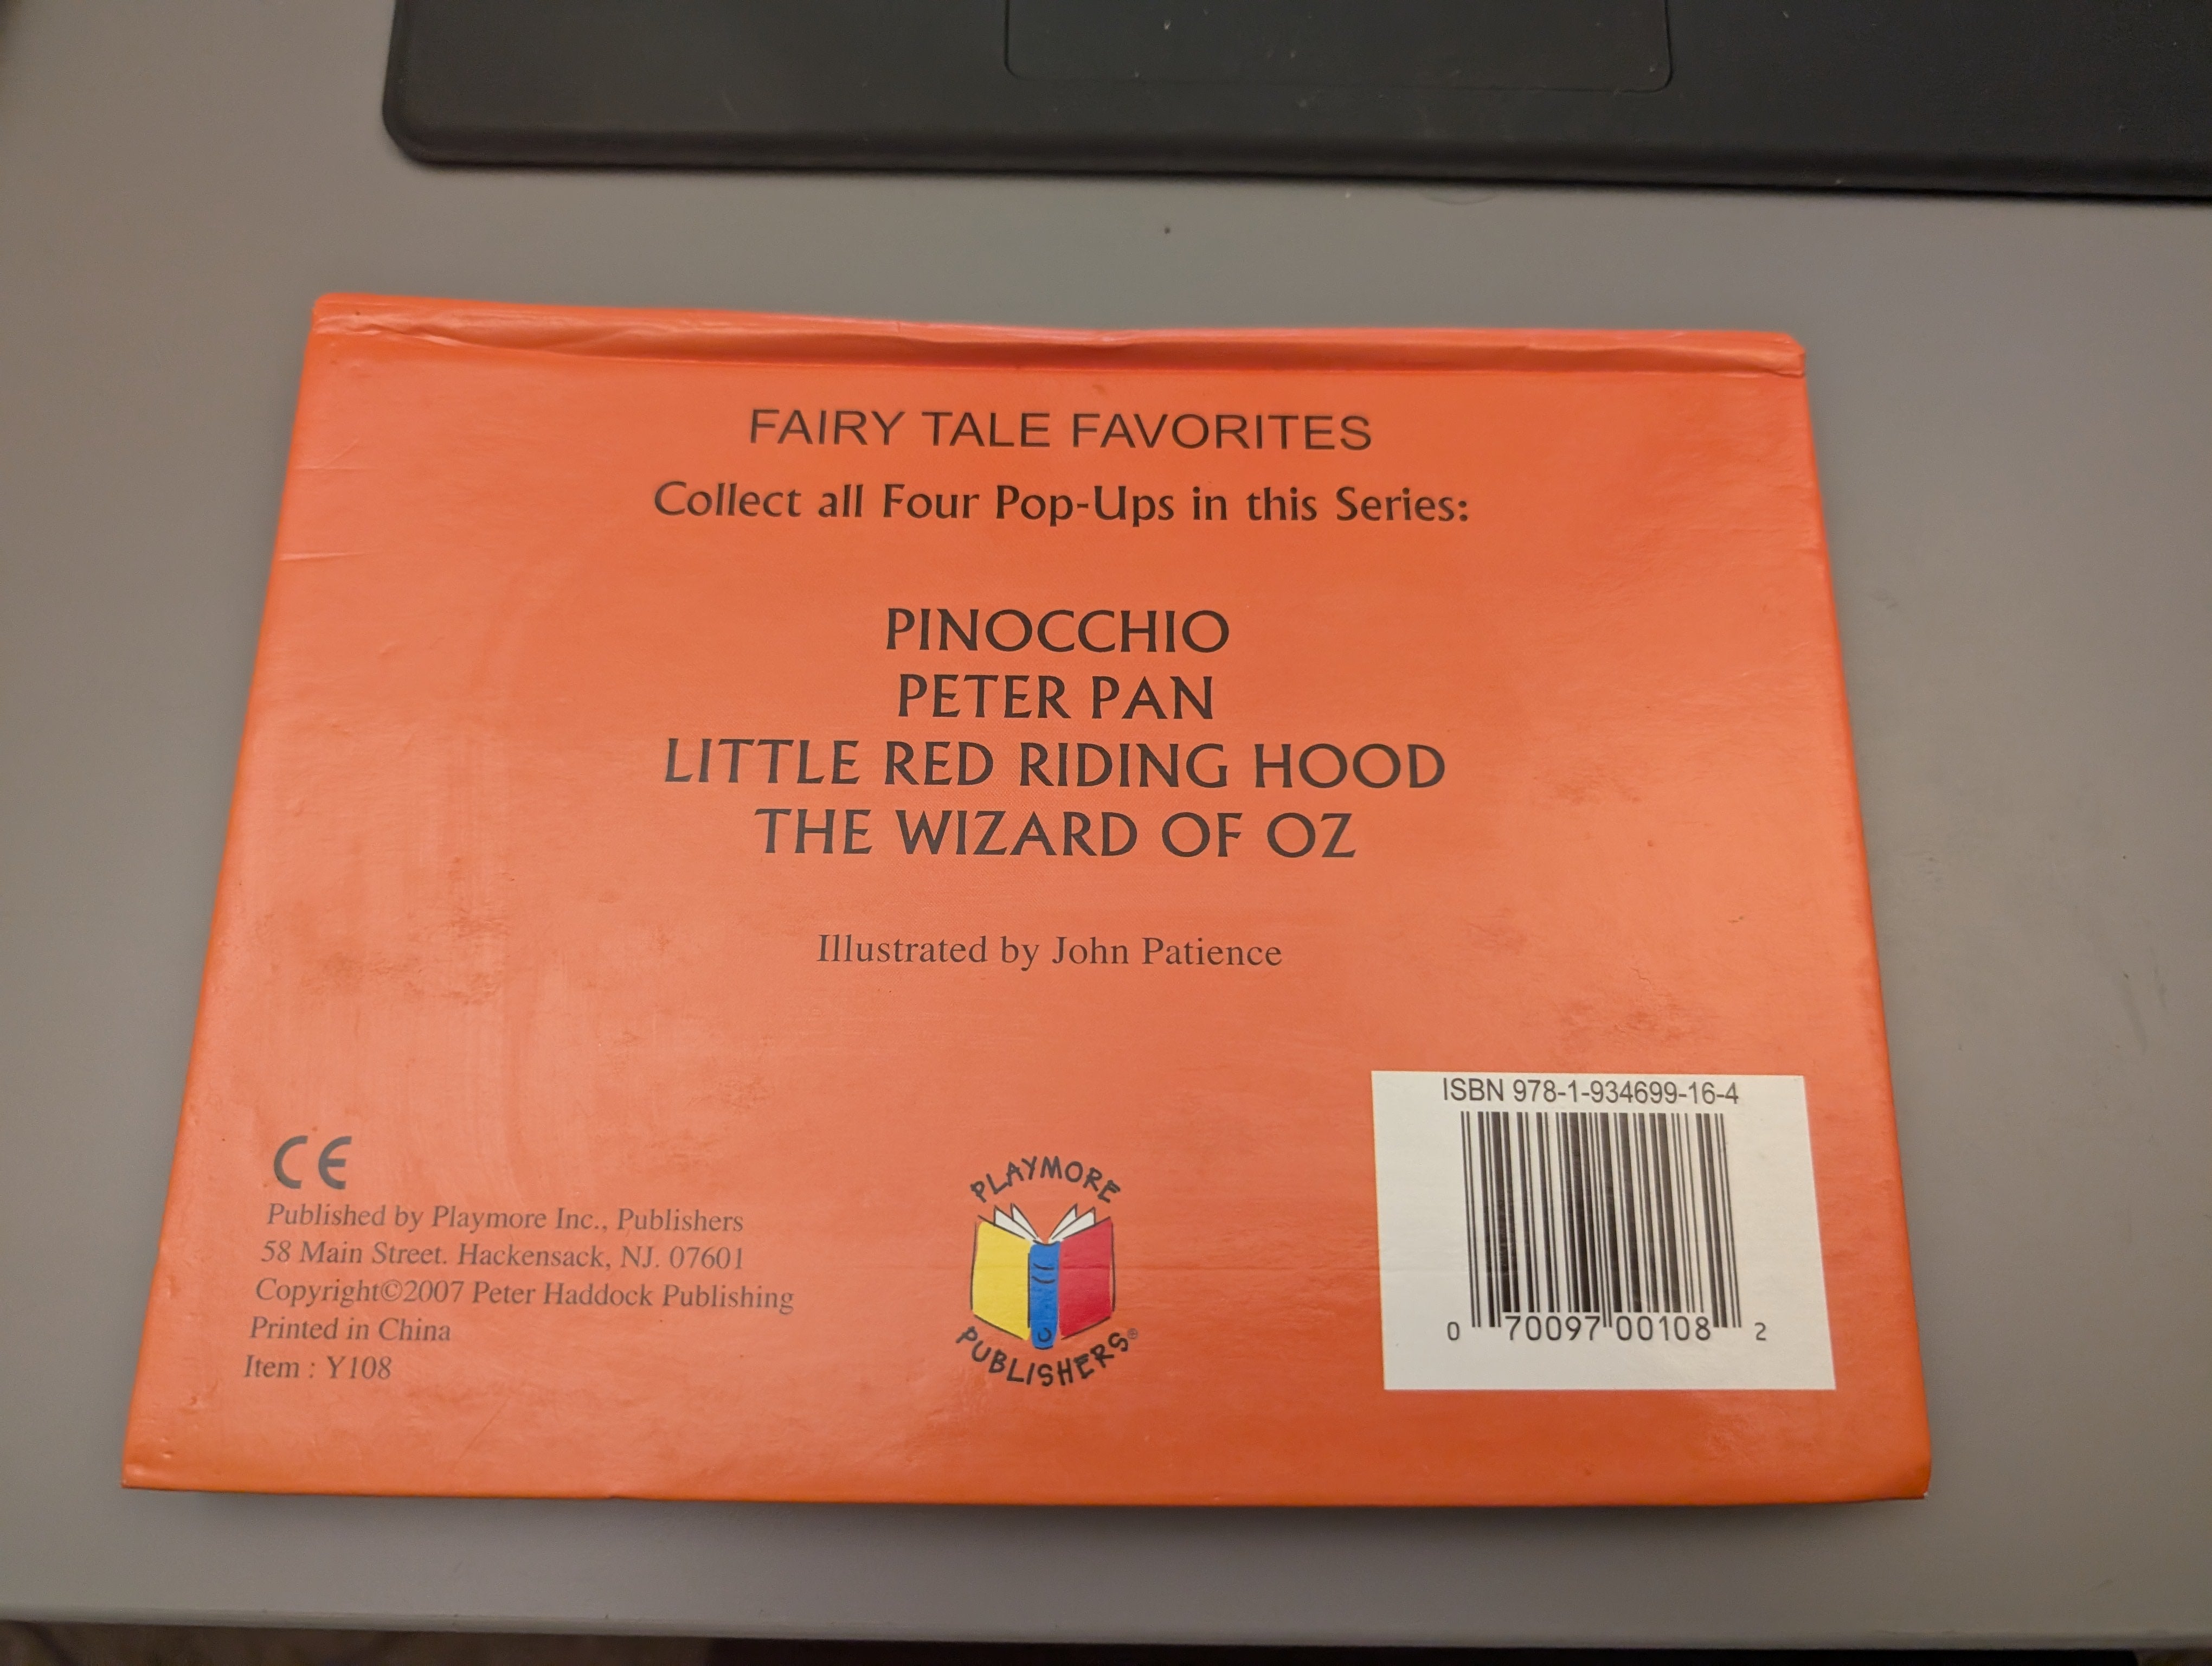 FAIRY TALE FAVORITES
Collect all Four Pop-Ups in this Series:
PINOCCHIO
PETER PAN
LITTLE RED RIDING HOOD
THE WIZARD OF OZ
Illustrated by John Patience
CE
Published by Playmore Inc., Publishers
58 Main Street. Hackensack, NJ. 07601
Copyright©2007 Peter Haddock Publishing
Printed in China
Item : Y108
PLAYMORE
PUBLISHERS®
ISBN 978-1-934699-16-4
0 70097 00108 2